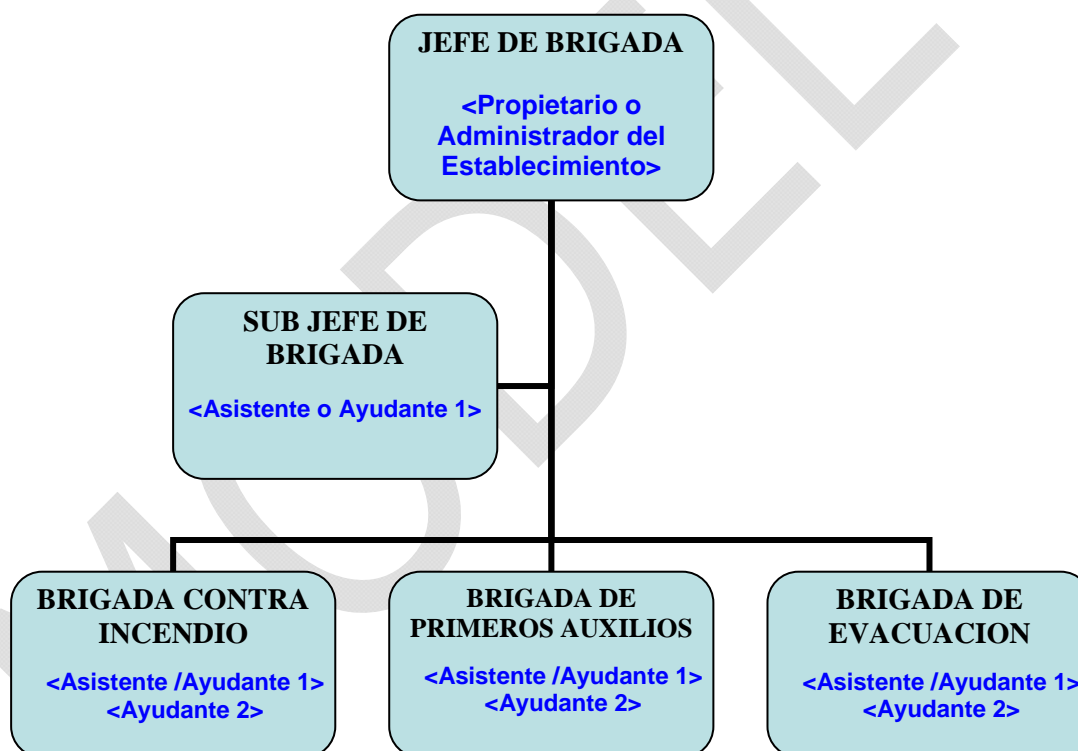 JEFE DE BRIGADA
<Propietario o
Administrador del
Establecimiento>
SUB JEFE DE
BRIGADA
<Asistente o Ayudante 1>
BRIGADA CONTRA
INCENDIO
<Asistente /Ayudante 1>
<Ayudante 2>
BRIGADA DE
PRIMEROS AUXILIOS
<Asistente /Ayudante 1>
<Ayudante 2>
BRIGADA DE
EVACUACION
<Asistente /Ayudante 1>
<Ayudante 2>